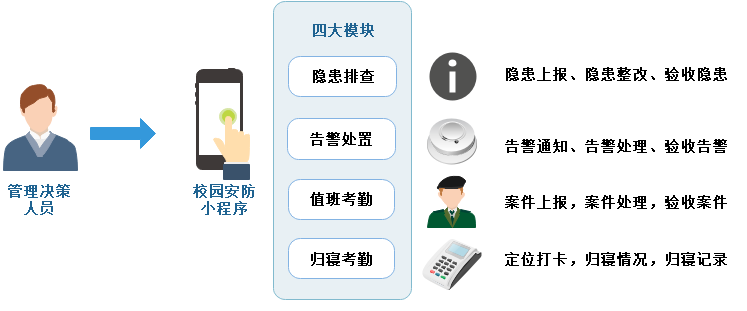 四大模块
隐患排查
隐患上报、隐患整改、验收隐患
告警处置
告警通知、告警处理、验收告警
管理决策
人员
校园安防
小程序
值班考勤
案件上报，案件处理，验收案件
归寝考勤
定位打卡，归寝情况，归寝记录